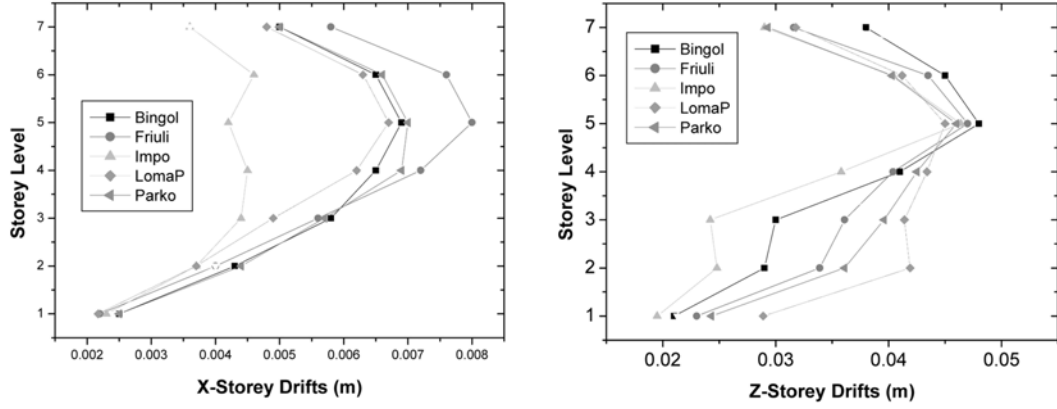 7
6
5
4
3
2
1
Storey Level
Bingol
Friuli
Impo
LomaP
Parko
0.002 0.003 0.004 0.005 0.006 0.007 0.008
X-Storey Drifts (m)
7
6
5
4
3
2
1
Storey Level
Bingol
Friuli
Impo
LomaP
Parko
0.02 0.03 0.04 0.05
Z-Storey Drifts (m)